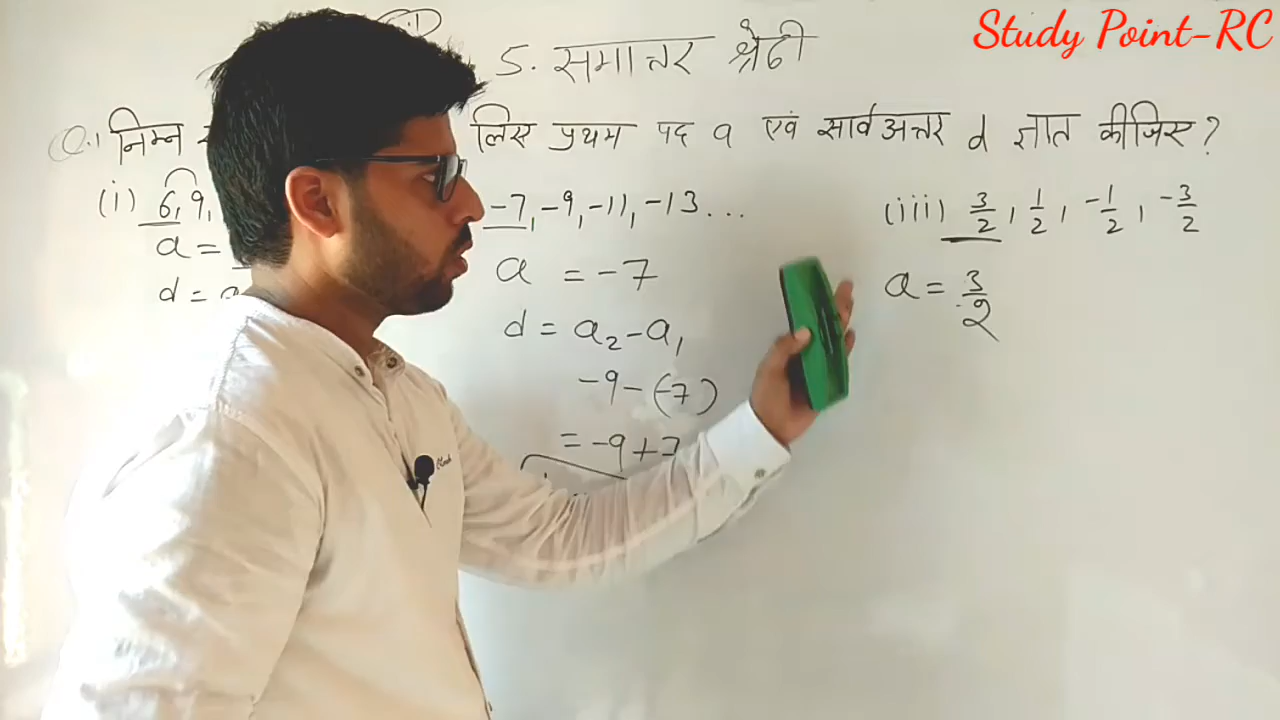 Study Point-RC
5. समान्तर श्रेढी
Q.1 निम्न लिए प्रथम पद a एवं सार्वअन्तर d ज्ञात कीजिए?
(i) 6, 9,
a =
d = a
-7, -9, -11, -13...
a = -7
d = a₂-a₁
-9-(-7)
= -9+7
(iii) 3/2, 1/2, -1/2, -3/2
a = 3/2